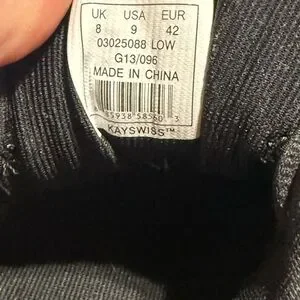 UK USA EUR
8 9 42
03025088 LOW
G13/096
MADE IN CHINA
KAYSWISS™